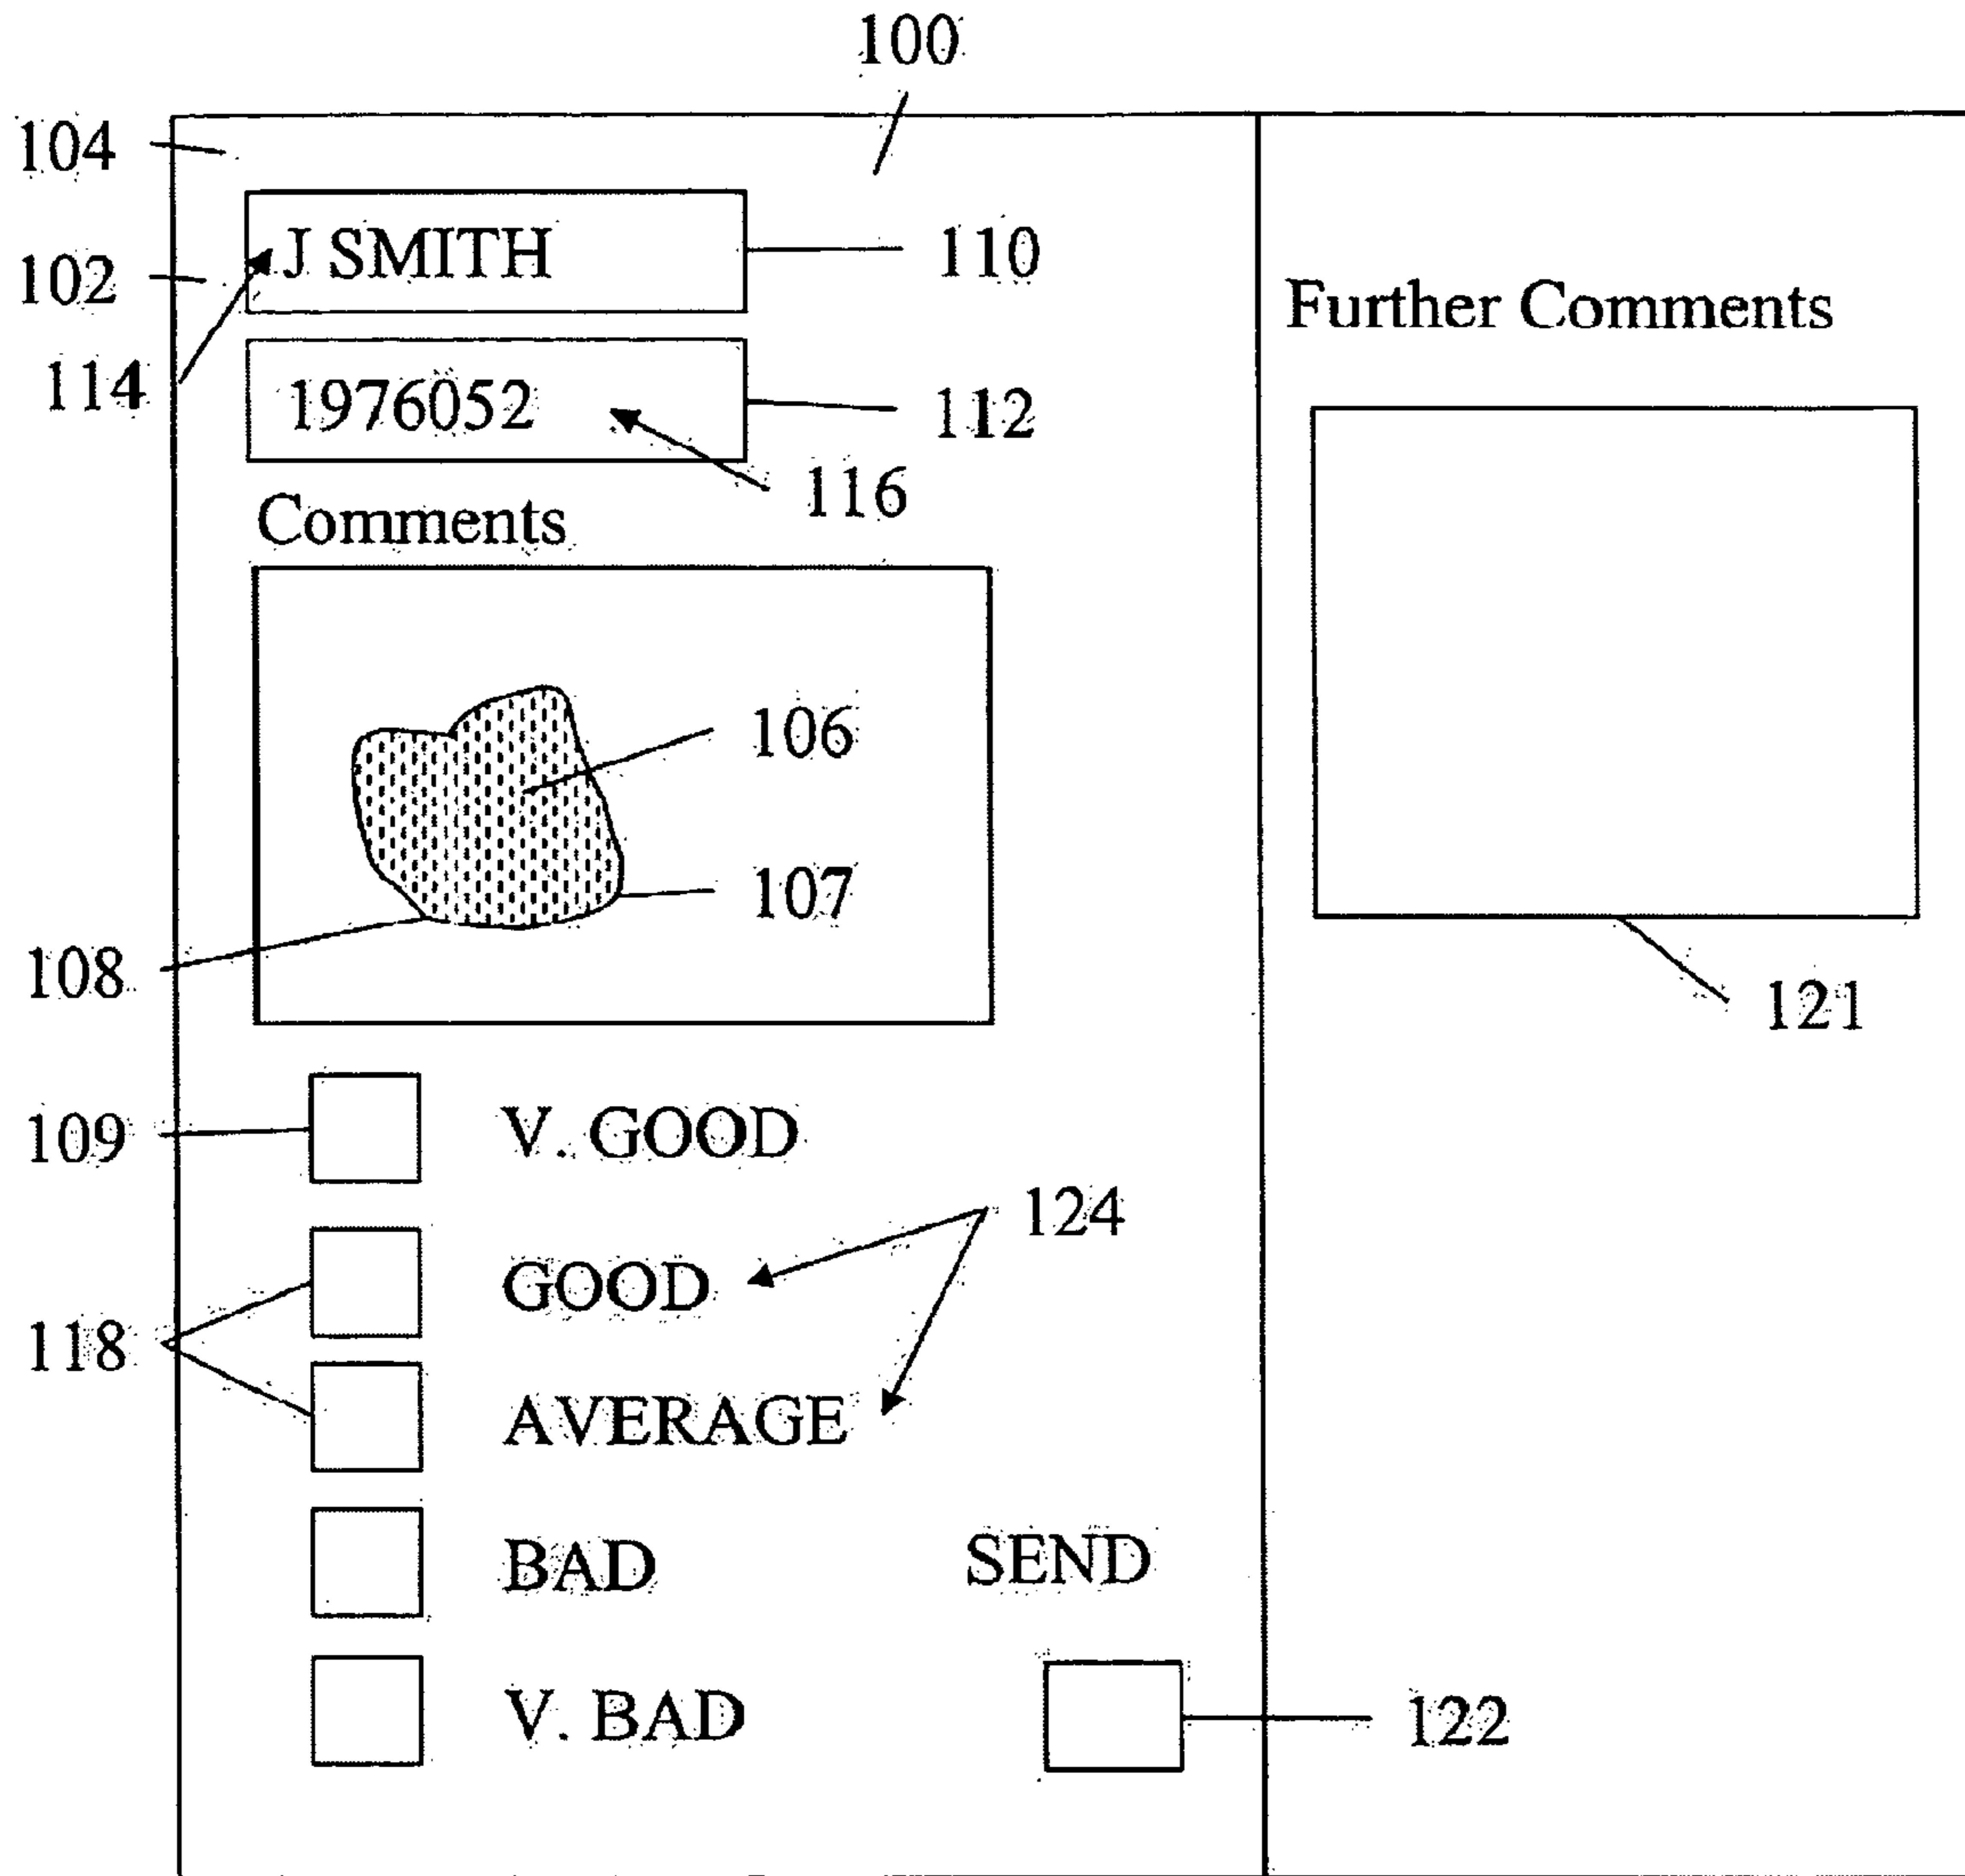 100
104
J SMITH
110
102
Further Comments
114
1976052
112
116
Comments
106
107
108
121
109
V. GOOD
124
GOOD
118
AVERAGE
BAD
SEND
V. BAD
122